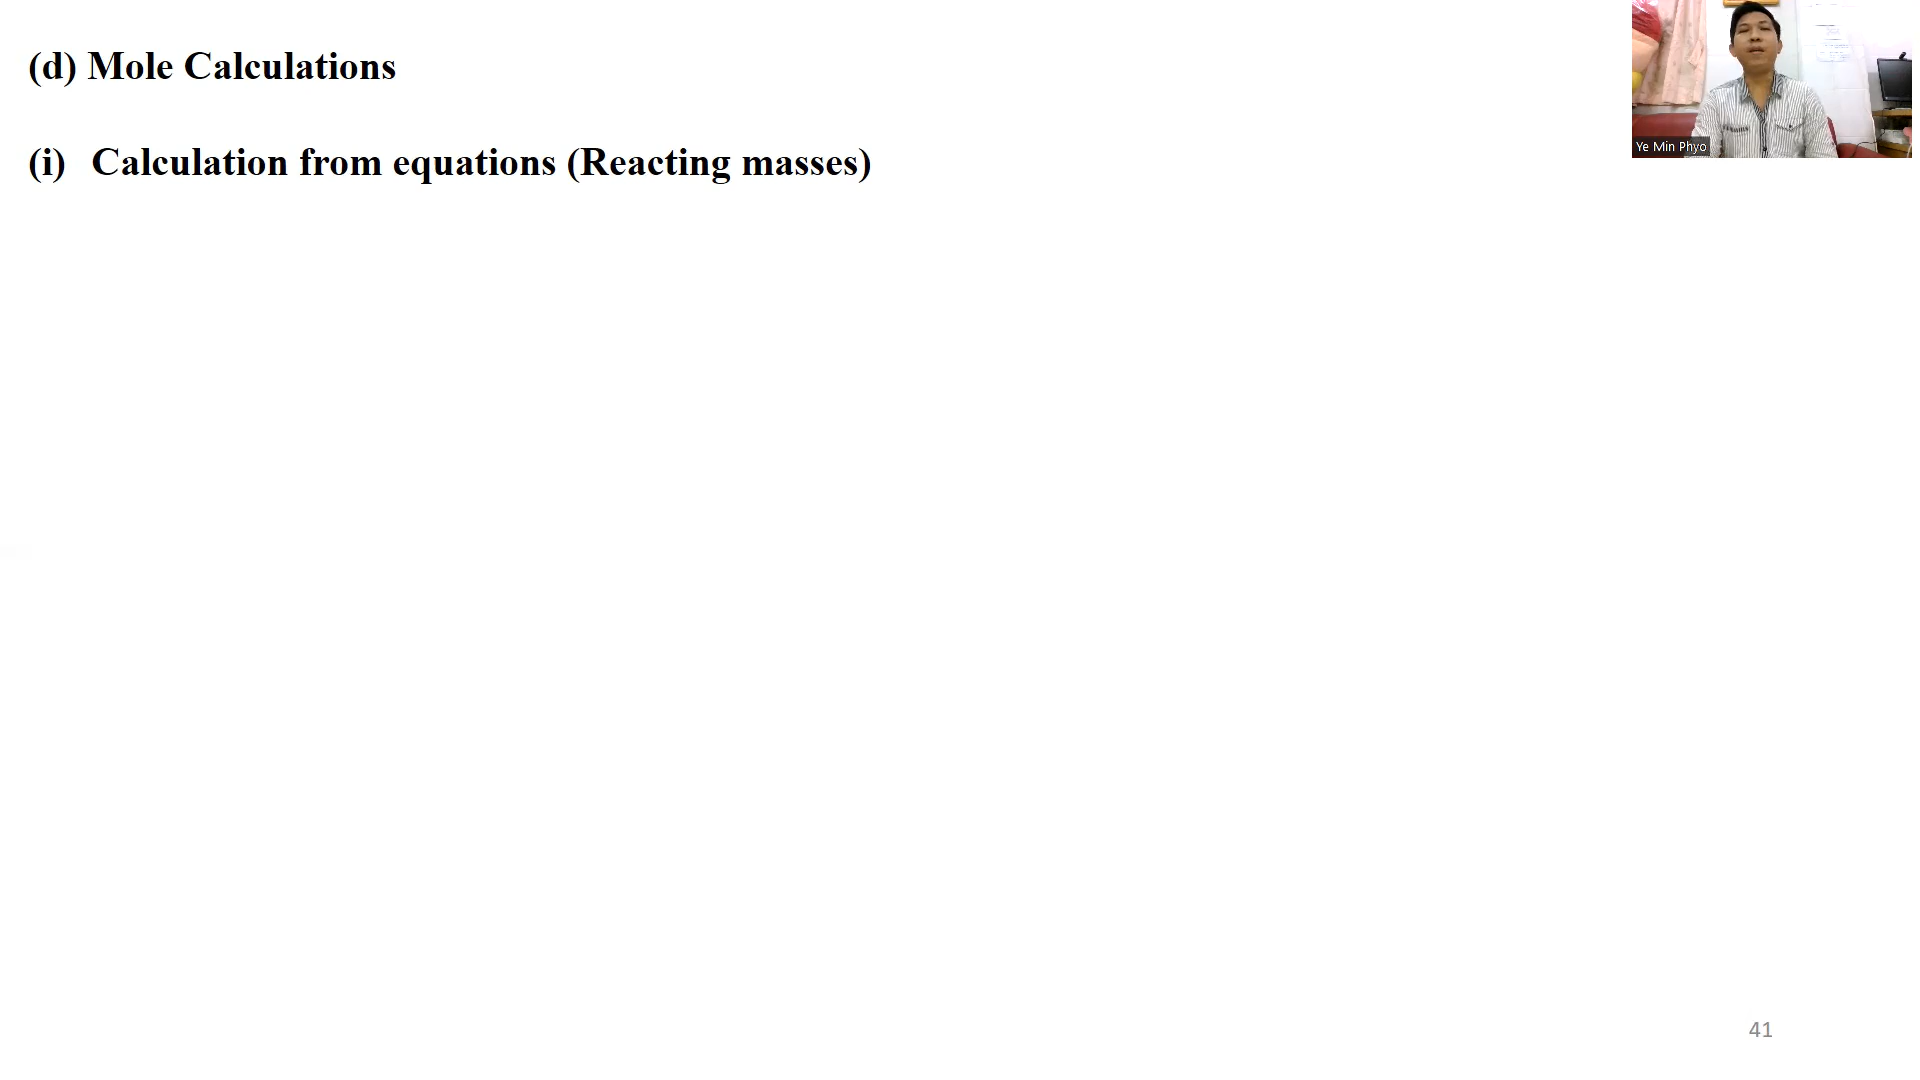 (d) Mole Calculations
(i) Calculation from equations (Reacting masses)
Ye Min Phyo
41